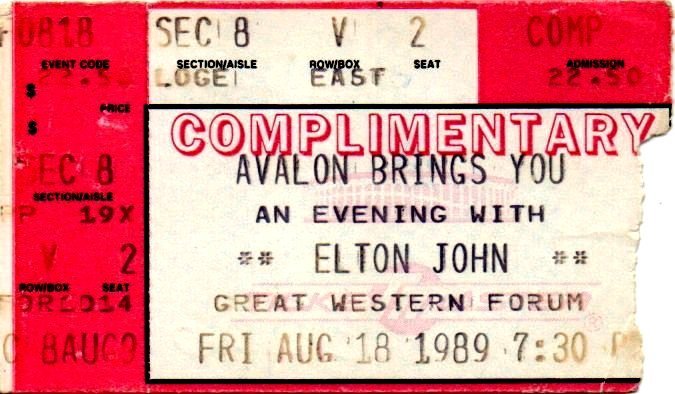 0818 SEC 8 V 2 COMP
EVENT CODE SECTION/AISLE ROW/BOX SEAT ADMISSION
LOGE EAST 22.50
$
PRICE
$
COMPLIMENTARY
SEC 8 AVALON BRINGS YOU
SECTION/AISLE
19X AN EVENING WITH
V 2 ** ELTON JOHN **
ROW/BOX SEAT
GREAT WESTERN FORUM
8AUG FRI AUG 18 1989 7:30